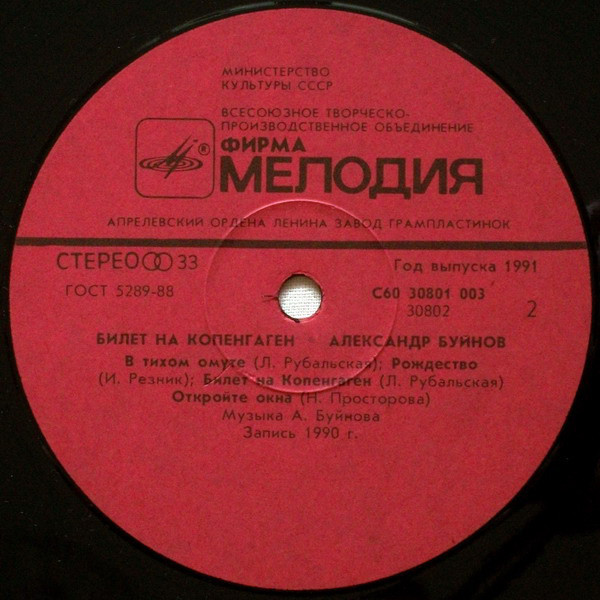 МИНИСТЕРСТВО
КУЛЬТУРЫ СССР
ВСЕСОЮЗНОЕ ТВОРЧЕСКО-
ПРОИЗВОДСТВЕННОЕ ОБЪЕДИНЕНИЕ
®
ФИРМА
МЕЛОДИЯ
АПРЕЛЕВСКИЙ ОРДЕНА ЛЕНИНА ЗАВОД ГРАМПЛАСТИНОК
СТЕРЕО 33 Год выпуска 1991
ГОСТ 5289-88 С60 30801 003
30802 2
БИЛЕТ НА КОПЕНГАГЕН АЛЕКСАНДР БУЙНОВ
В тихом омуте (Л. Рубальская); Рождество
(И. Резник); Билет на Копенгаген (Л. Рубальская)
Откройте окна (Н. Просторова)
Музыка А. Буйнова
Запись 1990 г.